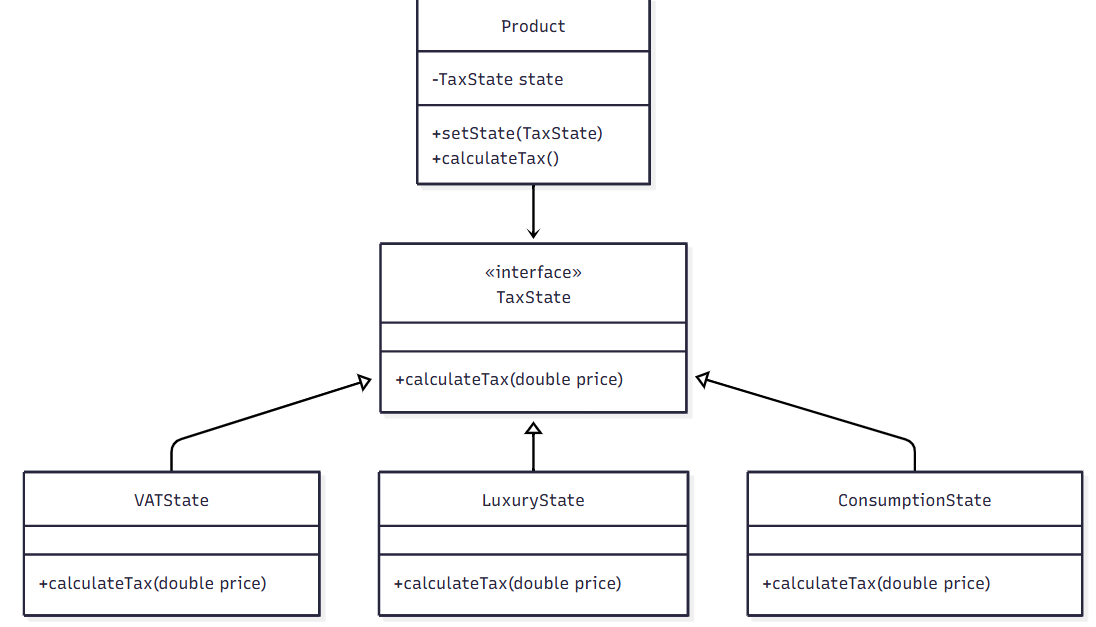 Product
-TaxState state
+setState(TaxState)
+calculateTax()
«interface»
TaxState
+calculateTax(double price)
VATState
+calculateTax(double price)
LuxuryState
+calculateTax(double price)
ConsumptionState
+calculateTax(double price)